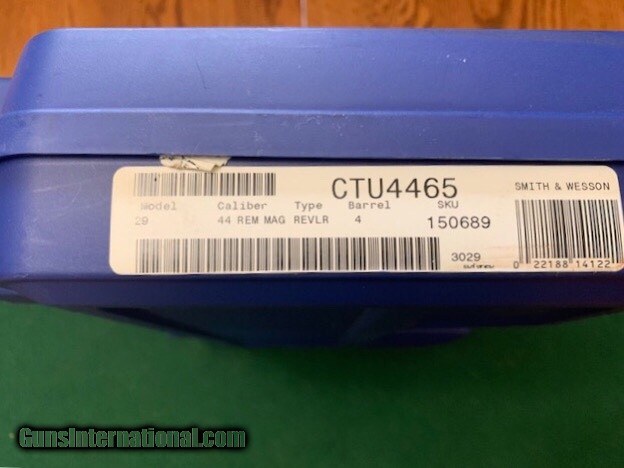 CTU4465
SMITH & WESSON
Model Caliber Type Barrel SKU
29 44 REM MAG REVLR 4 150689
3029
0 22188 14122
GunsInternational.com